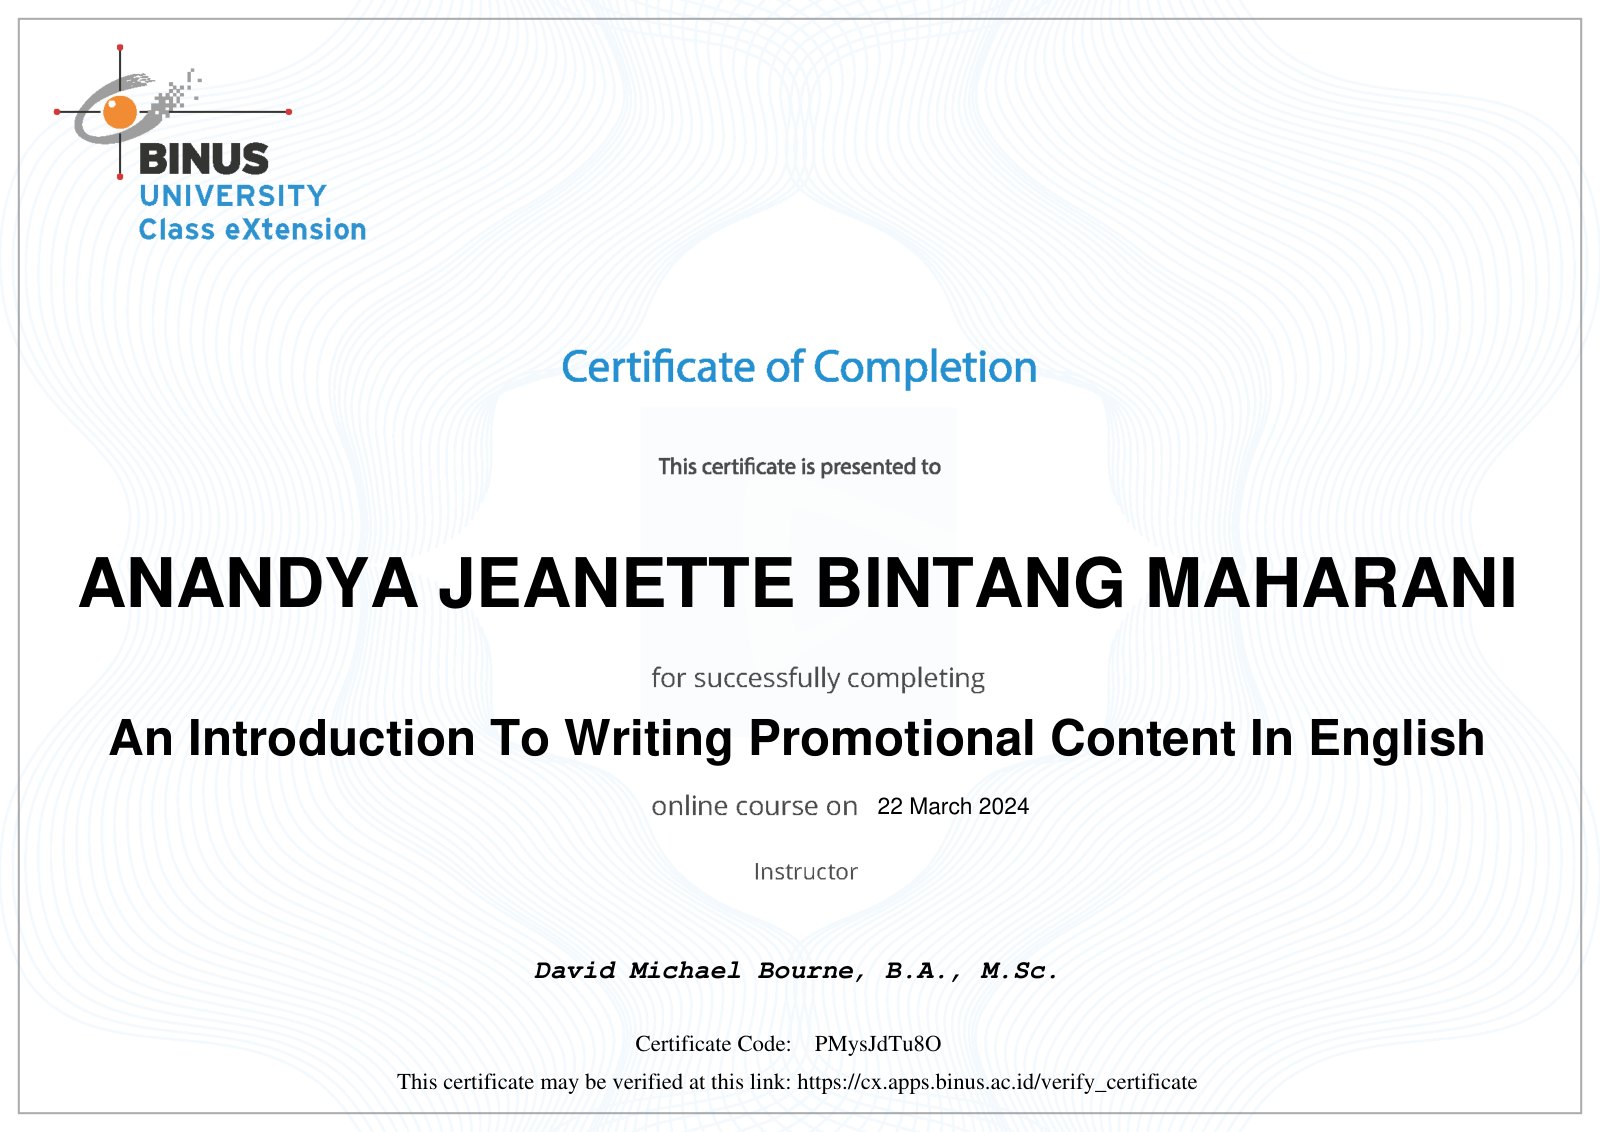 BINUS
UNIVERSITY
Class eXtension
Certificate of Completion
This certificate is presented to
ANANDYA JEANETTE BINTANG MAHARANI
for successfully completing
An Introduction To Writing Promotional Content In English
online course on 22 March 2024
Instructor
David Michael Bourne, B.A., M.Sc.
Certificate Code: PMysJdTu8O
This certificate may be verified at this link: https://cx.apps.binus.ac.id/verify_certificate